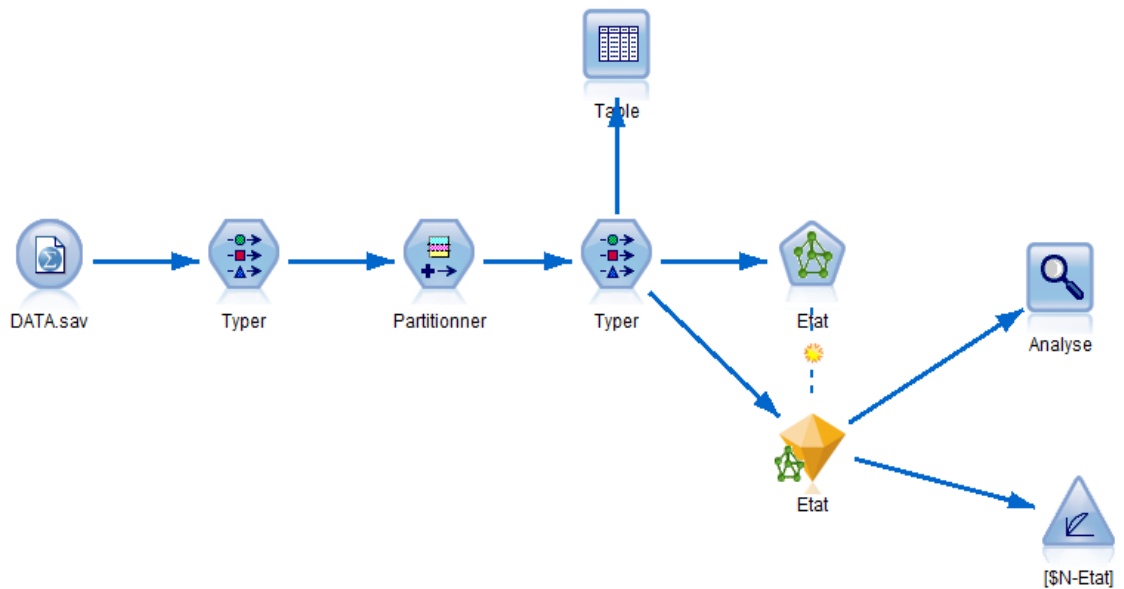 Table
DATA.sav
Typer
Partitionner
Typer
Etat
Analyse
Etat
[$N-Etat]